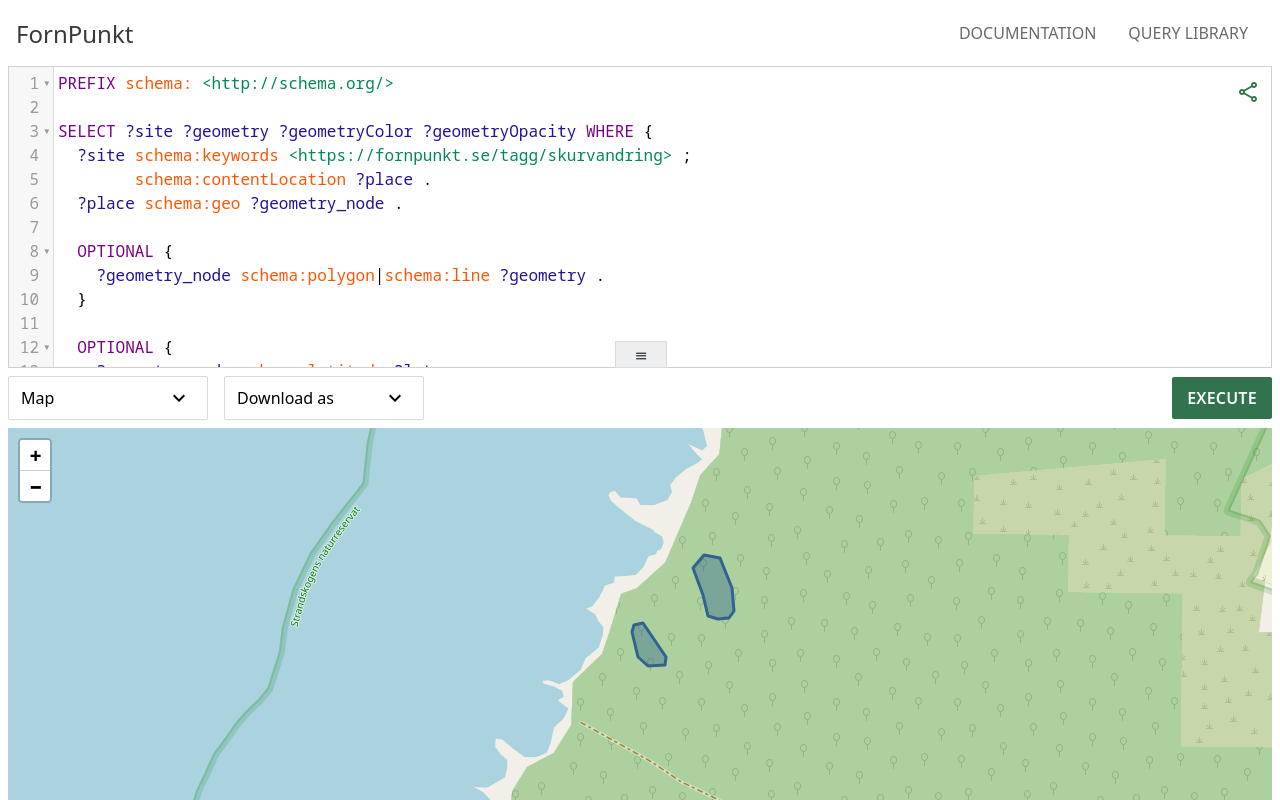 FornPunkt
DOCUMENTATION
QUERY LIBRARY
1 PREFIX schema: <http://schema.org/>
2
3 SELECT ?site ?geometry ?geometryColor ?geometryOpacity WHERE {
4   ?site schema:keywords <https://fornpunkt.se/tagg/skurvandring> ;
5         schema:contentLocation ?place .
6   ?place schema:geo ?geometry_node .
7
8   OPTIONAL {
9     ?geometry_node schema:polygon|schema:line ?geometry .
10   }
11
12   OPTIONAL {
Map
Download as
EXECUTE
+
−
Strandskogens naturreservat